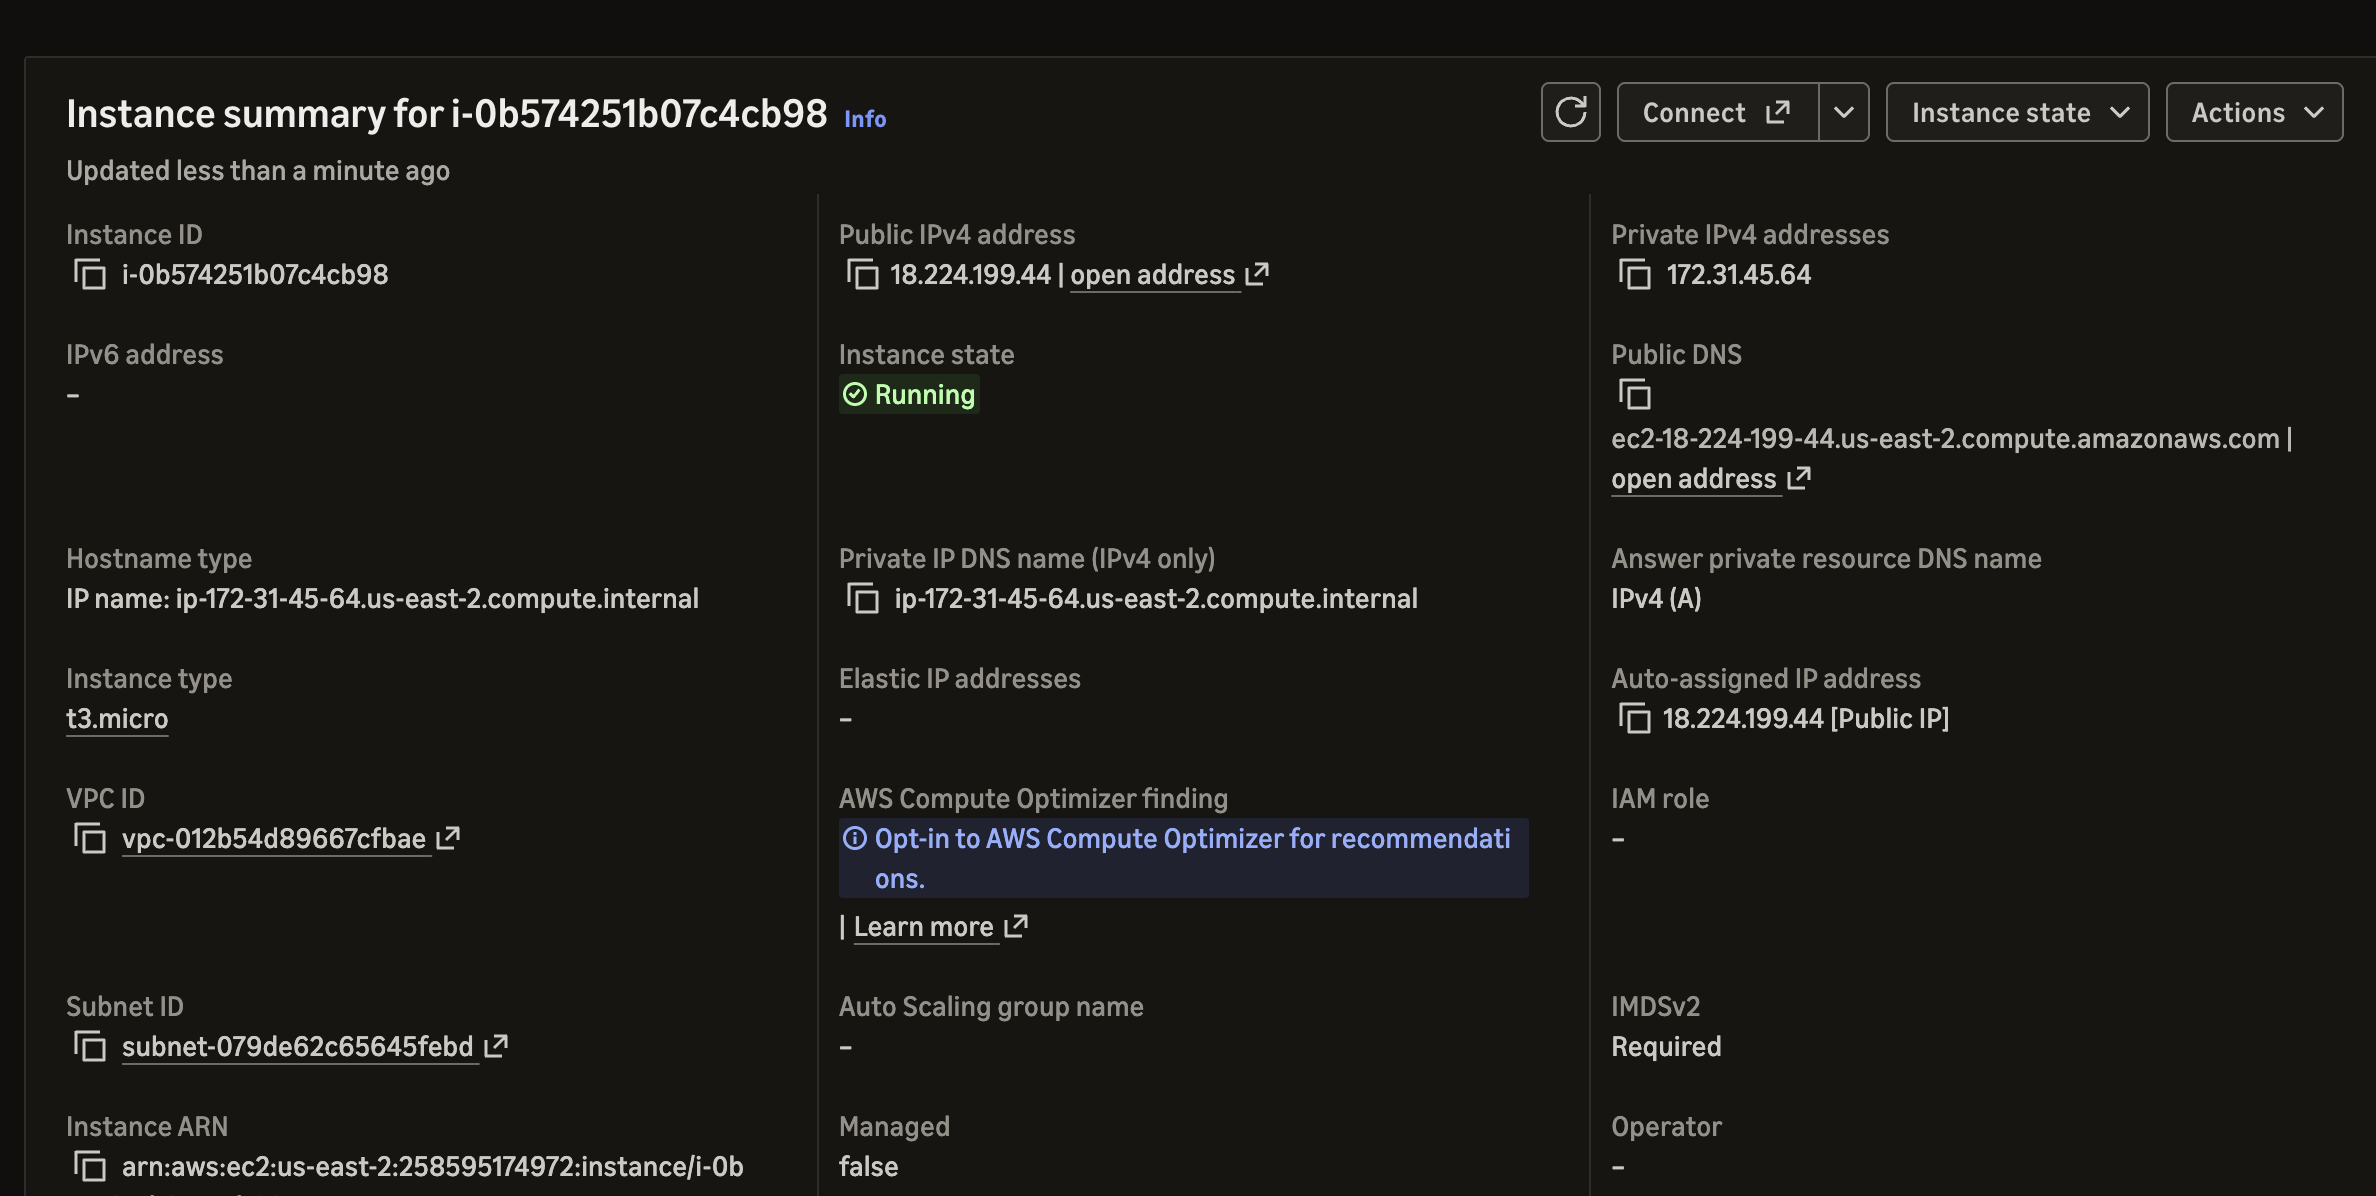 Instance summary for i-0b574251b07c4cb98 Info
Updated less than a minute ago
Connect
Instance state
Actions
Instance ID
i-0b574251b07c4cb98
Public IPv4 address
18.224.199.44 | open address
Private IPv4 addresses
172.31.45.64
IPv6 address
–
Instance state
Running
Public DNS
ec2-18-224-199-44.us-east-2.compute.amazonaws.com |
open address
Hostname type
IP name: ip-172-31-45-64.us-east-2.compute.internal
Private IP DNS name (IPv4 only)
ip-172-31-45-64.us-east-2.compute.internal
Answer private resource DNS name
IPv4 (A)
Instance type
t3.micro
Elastic IP addresses
–
Auto-assigned IP address
18.224.199.44 [Public IP]
VPC ID
vpc-012b54d89667cfbae
AWS Compute Optimizer finding
Opt-in to AWS Compute Optimizer for recommendati
ons.
| Learn more
IAM role
–
Subnet ID
subnet-079de62c65645febd
Auto Scaling group name
–
IMDSv2
Required
Instance ARN
arn:aws:ec2:us-east-2:258595174972:instance/i-0b
Managed
false
Operator
–